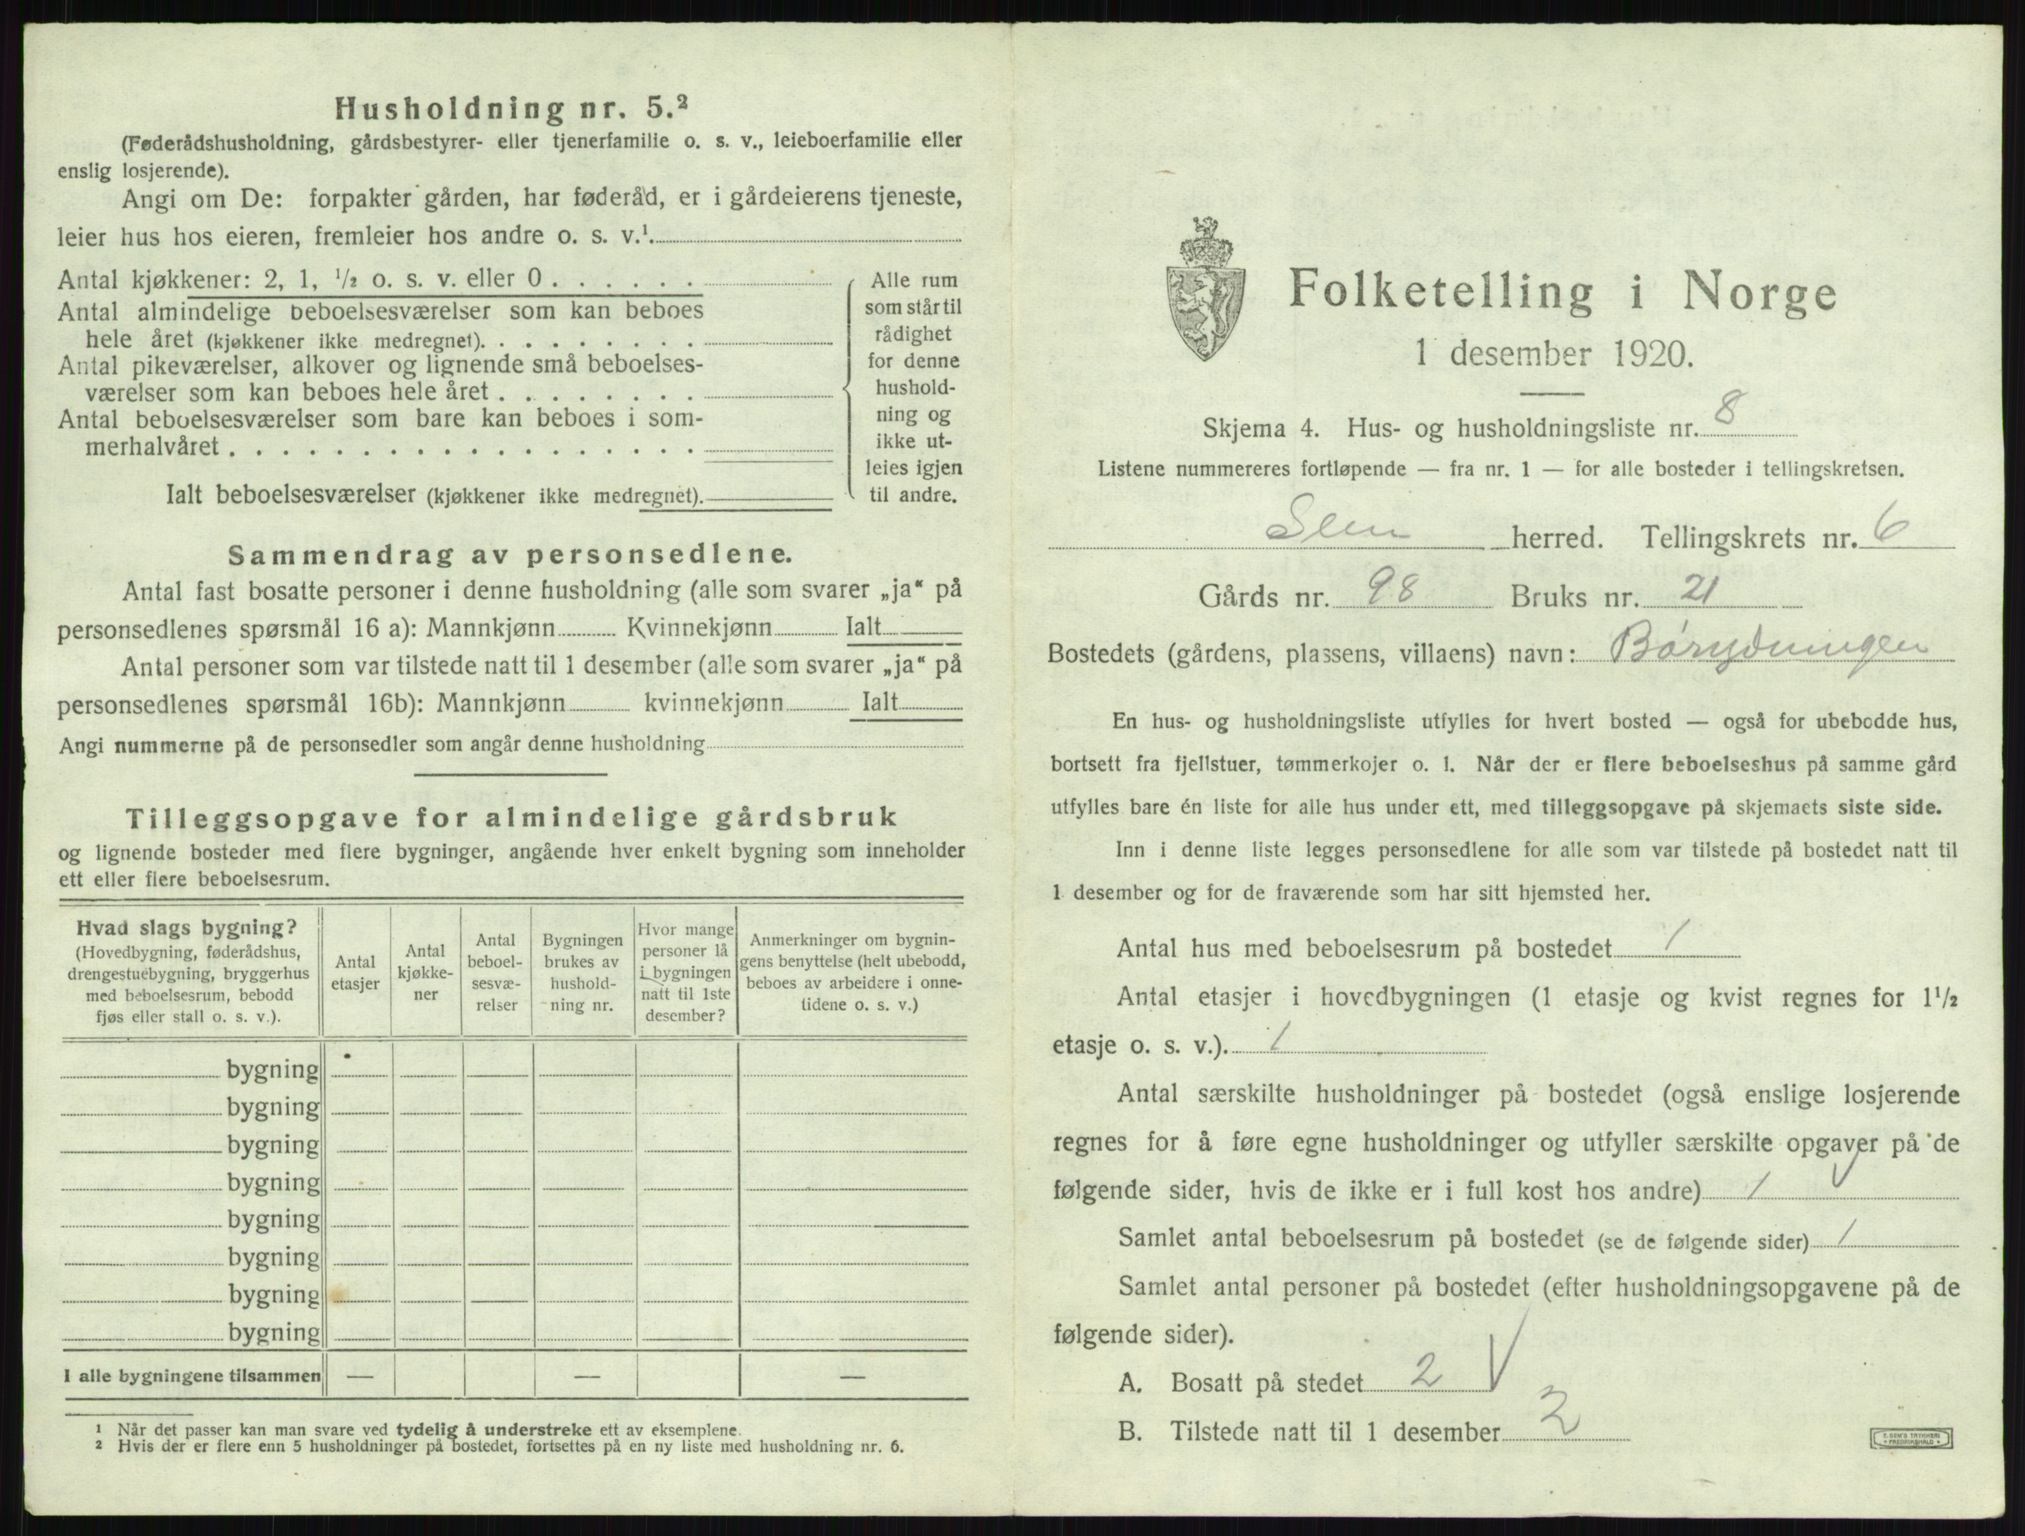 Husholdning nr. 5.²
(Føderådshusholdning, gårdsbestyrer- eller tjenerfamilie o. s. v., leieboerfamilie eller
enslig losjerende).
Angi om De: forpakter gården, har føderåd, er i gårdeierens tjeneste,
leier hus hos eieren, fremleier hos andre o. s. v.¹
Antal kjøkkener: 2, 1, ½ o. s. v. eller 0 . . . . . .
Antal almindelige beboelsesværelser som kan beboes
hele året (kjøkkener ikke medregnet). . . . . . . . .
Antal pikeværelser, alkover og lignende små beboelses-
værelser som kan beboes hele året . . . . . . . .
Antal beboelsesværelser som bare kan beboes i som-
merhalvåret . . . . . . . . . . . . . . . . . .
Ialt beboelsesværelser (kjøkkener ikke medregnet).
Alle rum
som står til
rådighet
for denne
hushold-
ning og
ikke ut-
leies igjen
til andre.
Sammendrag av personsedlene.
Antal fast bosatte personer i denne husholdning (alle som svarer „ja“ på
personsedlenes spørsmål 16 a): Mannkjønn Kvinnekjønn Ialt
Antal personer som var tilstede natt til 1 desember (alle som svarer „ja“ på
personsedlenes spørsmål 16b): Mannkjønn kvinnekjønn Ialt
Angi nummerne på de personsedler som angår denne husholdning
Tilleggsopgave for almindelige gårdsbruk
og lignende bosteder med flere bygninger, angående hver enkelt bygning som inneholder
ett eller flere beboelsesrum.
Hvad slags bygning?
(Hovedbygning, føderådshus,
drengestuebygning, bryggerhus
med beboelsesrum, bebodd
fjøs eller stall o. s. v.).
Antal
etasjer
Antal
kjøkke-
ner
Antal
beboel-
sesvæ-
relser
Bygningen
brukes av
hushold-
ning nr.
Hvor mange
personer lå
i bygningen
natt til 1ste
desember?
Anmerkninger om bygnin-
gens benyttelse (helt ubebodd,
beboes av arbeidere i onne-
tidene o. s. v.)
bygning
bygning
bygning
bygning
bygning
bygning
bygning
bygning
I alle bygningene tilsammen — — —
¹ Når det passer kan man svare ved tydelig å understreke ett av eksemplene.
² Hvis der er flere enn 5 husholdninger på bostedet, fortsettes på en ny liste med husholdning nr. 6.
Folketelling i Norge
1 desember 1920.
Skjema 4. Hus- og husholdningsliste nr. 8
Listene nummereres fortløpende — fra nr. 1 — for alle bosteder i tellingskretsen.
herred. Tellingskrets nr. 6
Gårds nr. 98 Bruks nr. 21
Bostedets (gårdens, plassens, villaens) navn: Børydningen
En hus- og husholdningsliste utfylles for hvert bosted — også for ubebodde hus,
bortsett fra fjellstuer, tømmerkojer o. l. Når der er flere beboelseshus på samme gård
utfylles bare én liste for alle hus under ett, med tilleggsopgave på skjemaets siste side.
Inn i denne liste legges personsedlene for alle som var tilstede på bostedet natt til
1 desember og for de fraværende som har sitt hjemsted her.
Antal hus med beboelsesrum på bostedet 1
Antal etasjer i hovedbygningen (1 etasje og kvist regnes for 1½
etasje o. s. v.). 1
Antal særskilte husholdninger på bostedet (også enslige losjerende
regnes for å føre egne husholdninger og utfyller særskilte opgaver på de
følgende sider, hvis de ikke er i full kost hos andre) 1
Samlet antal beboelsesrum på bostedet (se de følgende sider) 1
Samlet antal personer på bostedet (efter husholdningsopgavene på de
følgende sider).
A. Bosatt på stedet 2
B. Tilstede natt til 1 desember 2